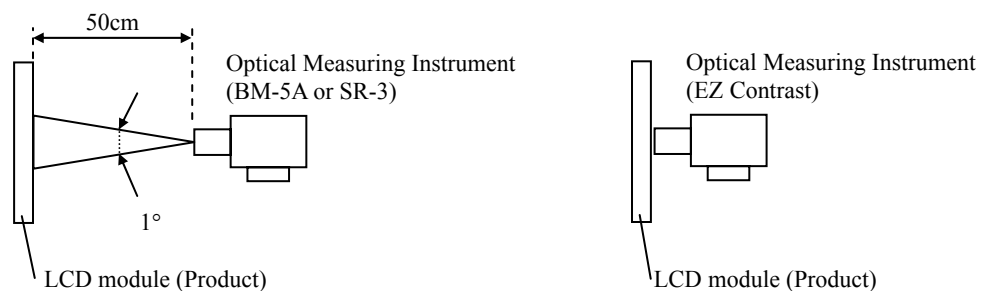 50cm
Optical Measuring Instrument
(BM-5A or SR-3)
1°
LCD module (Product)
Optical Measuring Instrument
(EZ Contrast)
LCD module (Product)